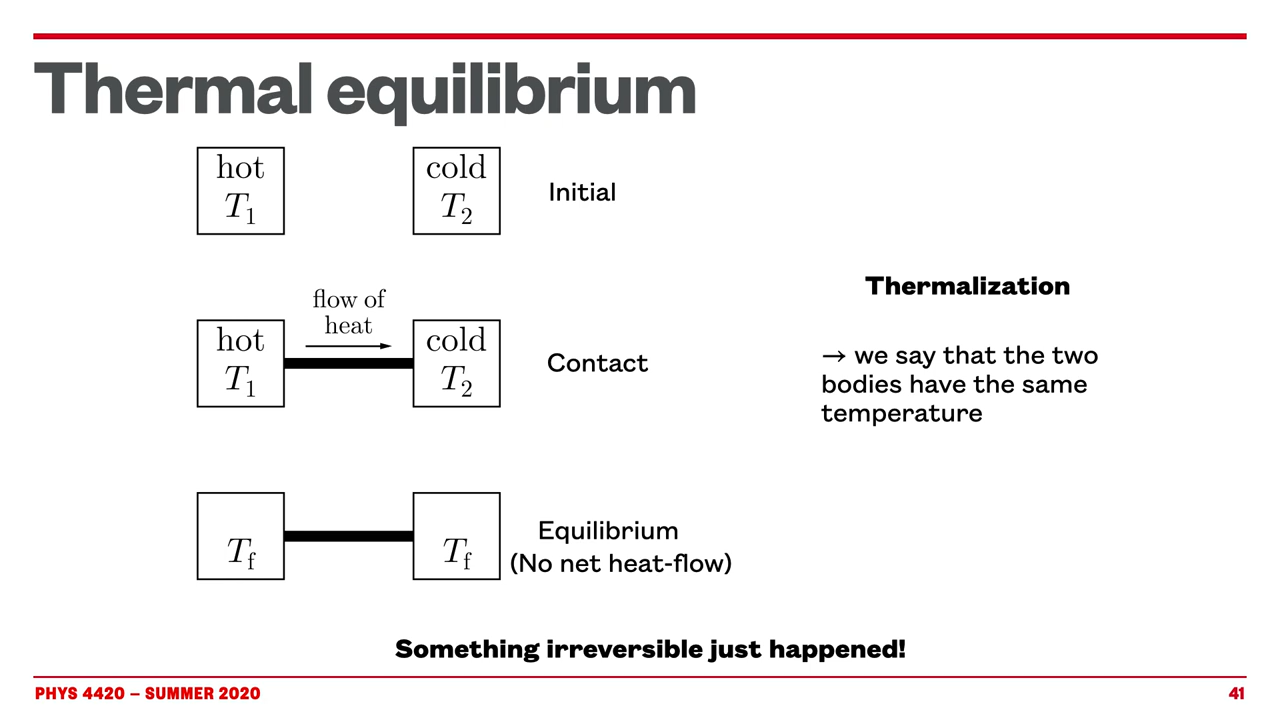 Thermal equilibrium
hot
T₁
cold
T₂
Initial
flow of
heat
hot
T₁
cold
T₂
Contact
Thermalization
→ we say that the two
bodies have the same
temperature
T_f
T_f
Equilibrium
(No net heat-flow)
Something irreversible just happened!
PHYS 4420 – SUMMER 2020
41